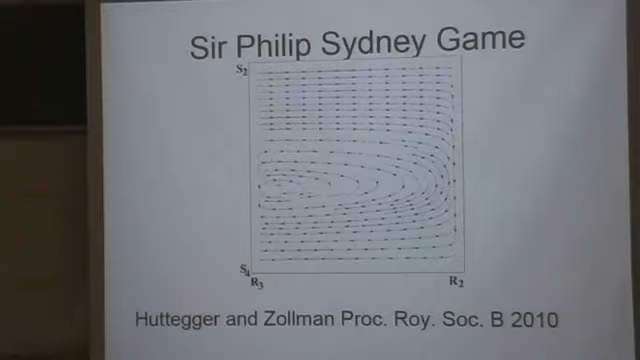 Sir Philip Sydney Game
S2
S4
R3
R2
Huttegger and Zollman Proc. Roy. Soc. B 2010